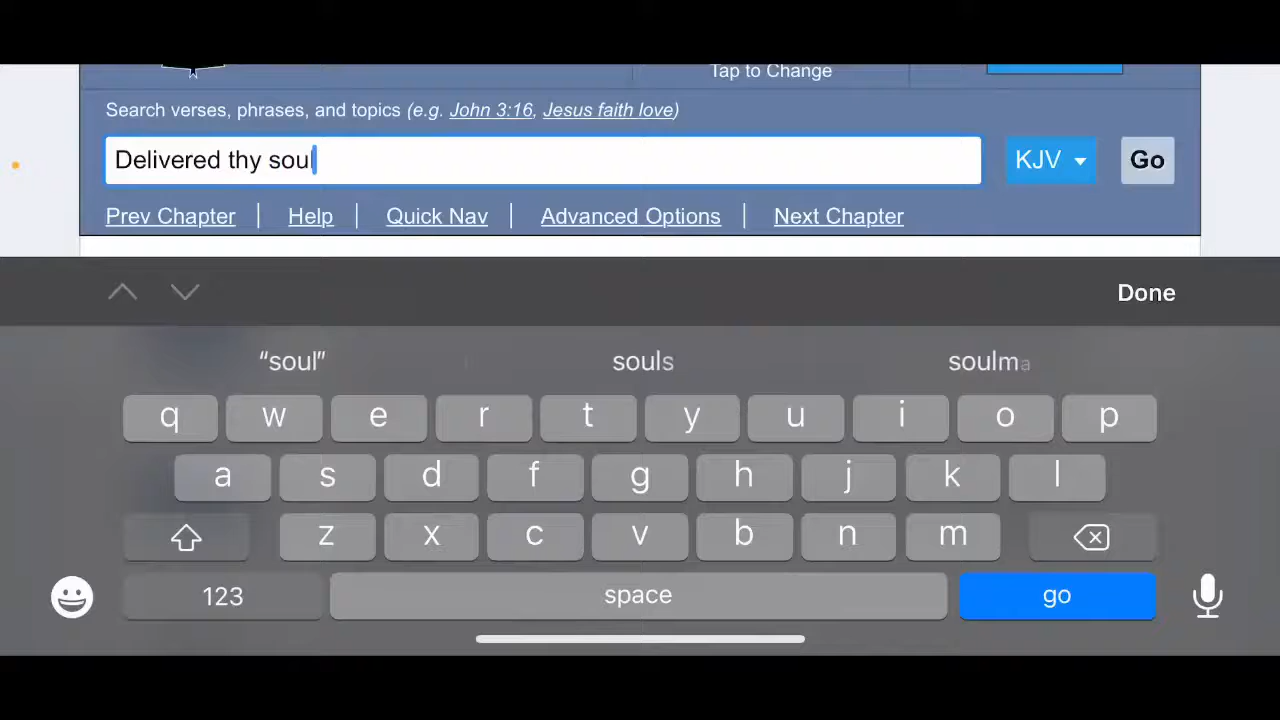 Tap to Change
Search verses, phrases, and topics (e.g. John 3:16, Jesus faith love)
Delivered thy soul KJV Go
Prev Chapter Help Quick Nav Advanced Options Next Chapter
Done
“soul” souls soulma
q w e r t y u i o p
a s d f g h j k l
z x c v b n m
123 space go